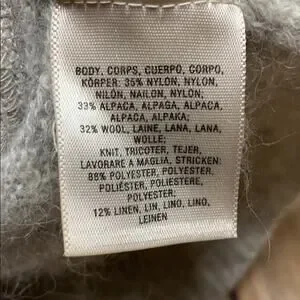 BODY, CORPS, CUERPO, CORPO,
KÖRPER: 35% NYLON, NYLON,
NILÓN, NAILON, NYLON;
33% ALPACA, ALPAGA, ALPACA,
ALPACA, ALPAKA;
32% WOOL, LAINE, LANA, LANA,
WOLLE;
KNIT, TRICOTER, TEJER,
LAVORARE A MAGLIA, STRICKEN:
88% POLYESTER, POLYESTER,
POLIÉSTER, POLIESTERE,
POLYESTER;
12% LINEN, LIN, LINO, LINO,
LEINEN